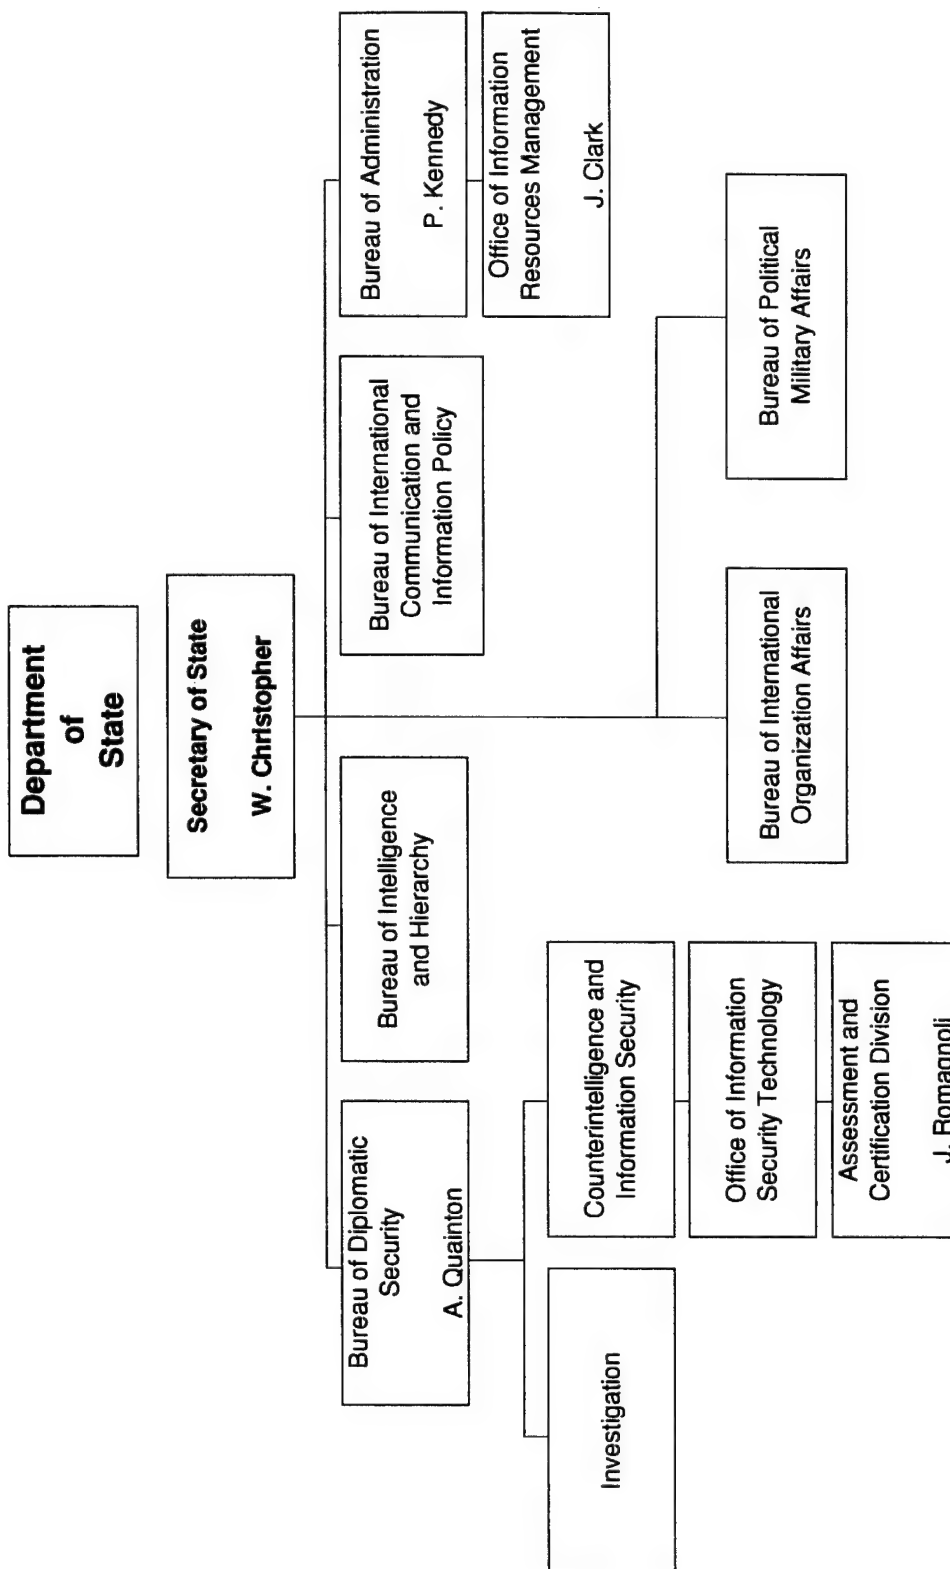 Department
of
State
Secretary of State
W. Christopher
Bureau of Diplomatic
Security
A. Quainton
Bureau of Intelligence
and Hierarchy
Bureau of International
Communication and
Information Policy
Bureau of Administration
P. Kennedy
Office of Information
Resources Management
J. Clark
Investigation
Counterintelligence and
Information Security
Office of Information
Security Technology
Assessment and
Certification Division
J. Romagnoli
Bureau of International
Organization Affairs
Bureau of Political
Military Affairs